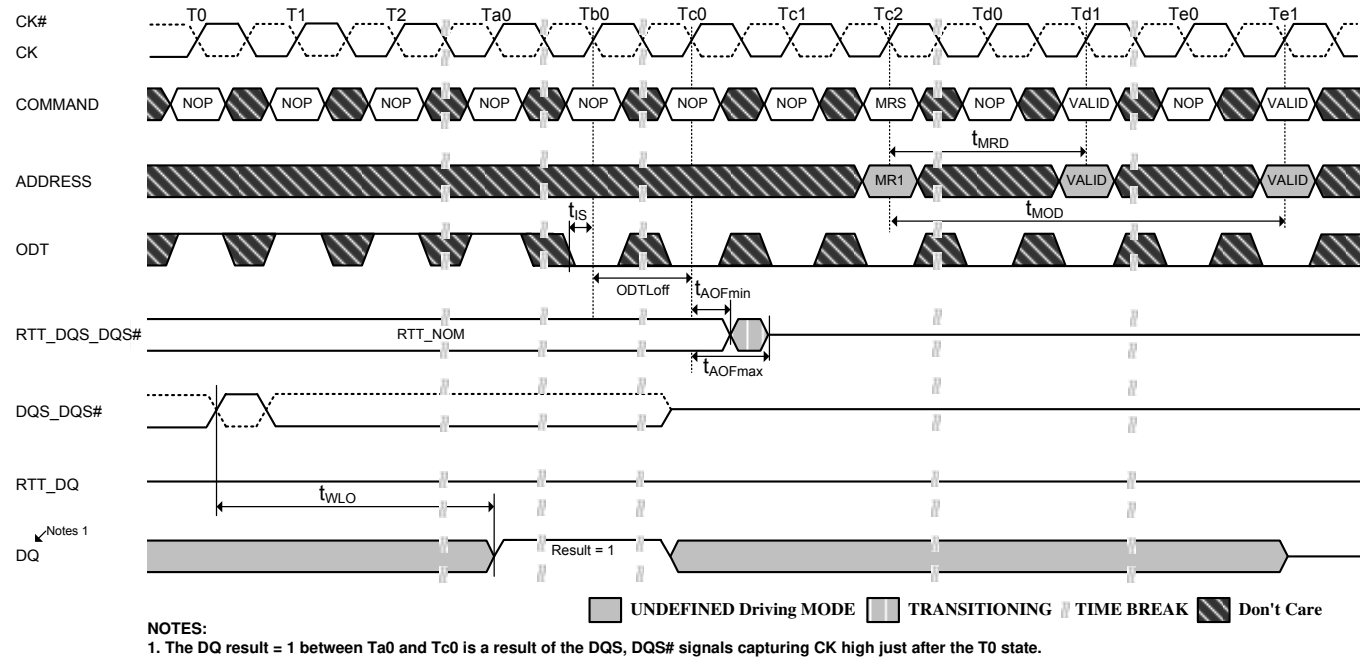 CK# T0 T1 T2 Ta0 Tb0 Tc0 Tc1 Tc2 Td0 Td1 Te0 Te1
CK
COMMAND NOP NOP NOP NOP NOP NOP NOP MRS NOP VALID NOP VALID
tMRD
ADDRESS MR1 VALID VALID
tIS tMOD
ODT
ODTLoff tAOFmin
RTT_DQS_DQS# RTT_NOM
tAOFmax
DQS_DQS#
RTT_DQ
tWLO
Notes 1
DQ Result = 1
UNDEFINED Driving MODE TRANSITIONING TIME BREAK Don't Care
NOTES:
1. The DQ result = 1 between Ta0 and Tc0 is a result of the DQS, DQS# signals capturing CK high just after the T0 state.